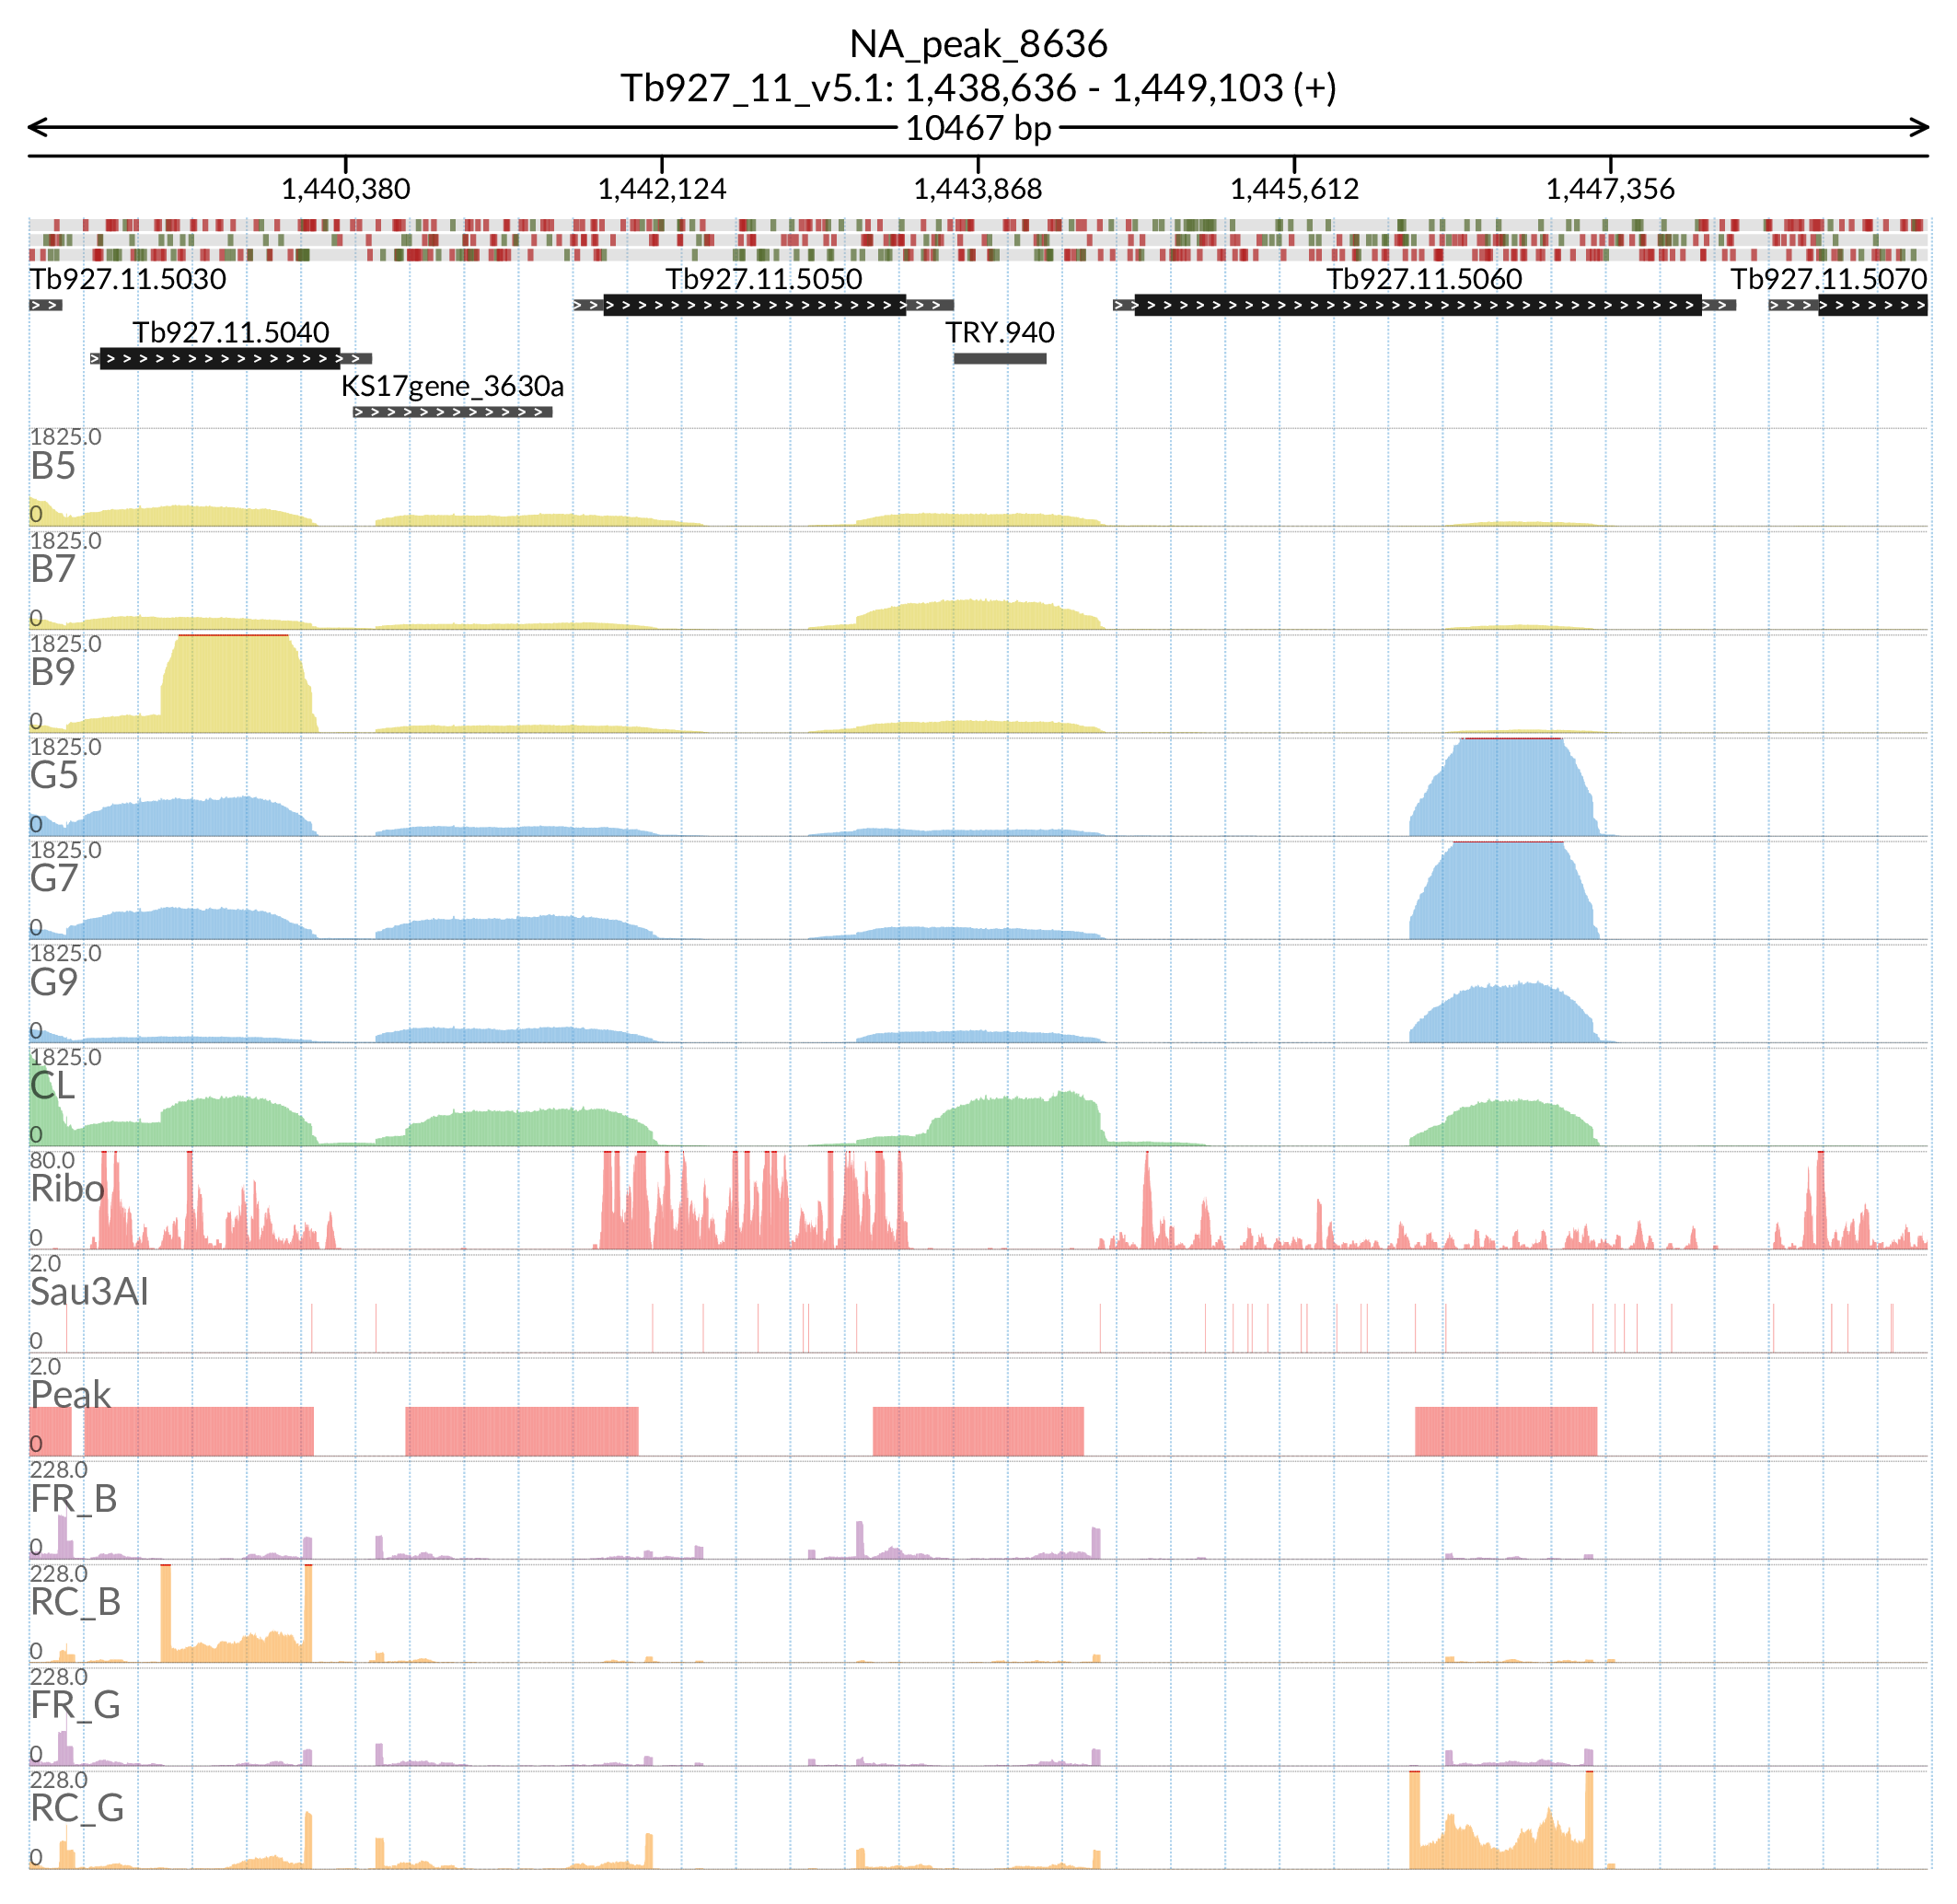 NA_peak_8636
Tb927_11_v5.1: 1,438,636 - 1,449,103 (+)
10467 bp
1,440,380 1,442,124 1,443,868 1,445,612 1,447,356
Tb927.11.5030 Tb927.11.5050 Tb927.11.5060 Tb927.11.5070
Tb927.11.5040 TRY.940
KS17gene_3630a
1825.0
B5
0
1825.0
B7
0
1825.0
B9
0
1825.0
G5
0
1825.0
G7
0
1825.0
G9
0
1825.0
CL
0
80.0
Ribo
0
2.0
Sau3AI
0
2.0
Peak
0
228.0
FR_B
0
228.0
RC_B
0
228.0
FR_G
0
228.0
RC_G
0